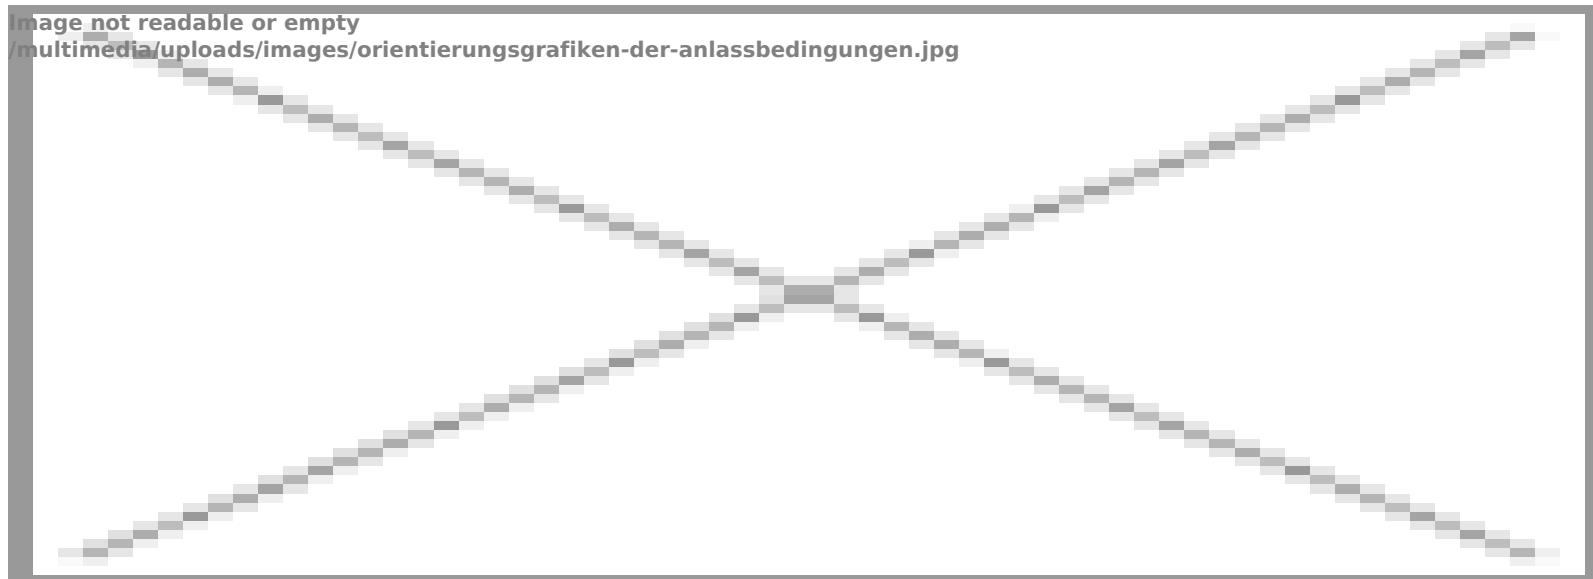 Image not readable or empty
/multimedia/uploads/images/orientierungsgrafiken-der-anlassbedingungen.jpg